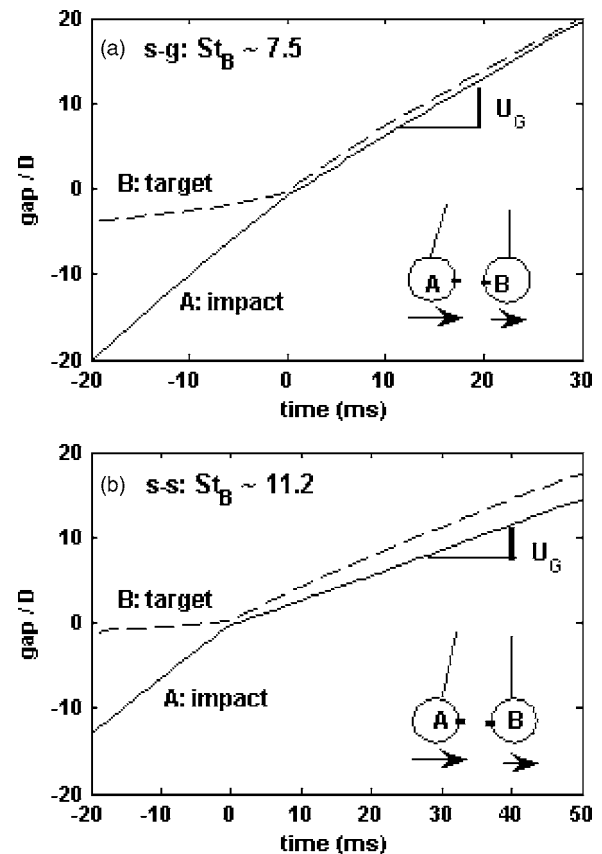 20
(a) s-g: St_B ~ 7.5
10
U_G
gap / D
0
B: target
-10
A B
A: impact
-20
-20 -10 0 10 20 30
time (ms)
20
(b) s-s: St_B ~ 11.2
10
U_G
gap / D
B: target
0
A: impact
-10
A B
-20
-20 -10 0 10 20 30 40 50
time (ms)